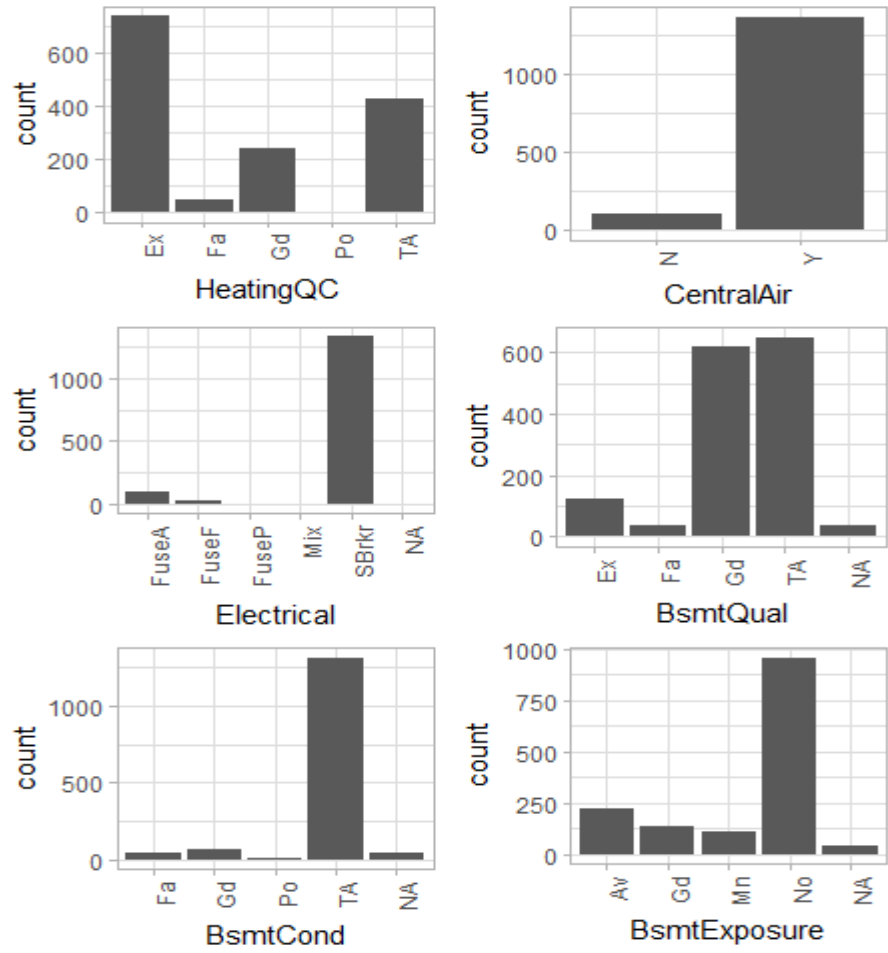 count
600
400
200
0
Ex
Fa
Gd
Po
TA
HeatingQC
count
1000
500
0
N
Y
CentralAir
count
1000
500
0
FuseA
FuseF
FuseP
Mix
SBrkr
NA
Electrical
count
600
400
200
0
Ex
Fa
Gd
TA
NA
BsmtQual
count
1000
500
0
Fa
Gd
Po
TA
NA
BsmtCond
count
1000
750
500
250
0
Av
Gd
Mn
No
NA
BsmtExposure